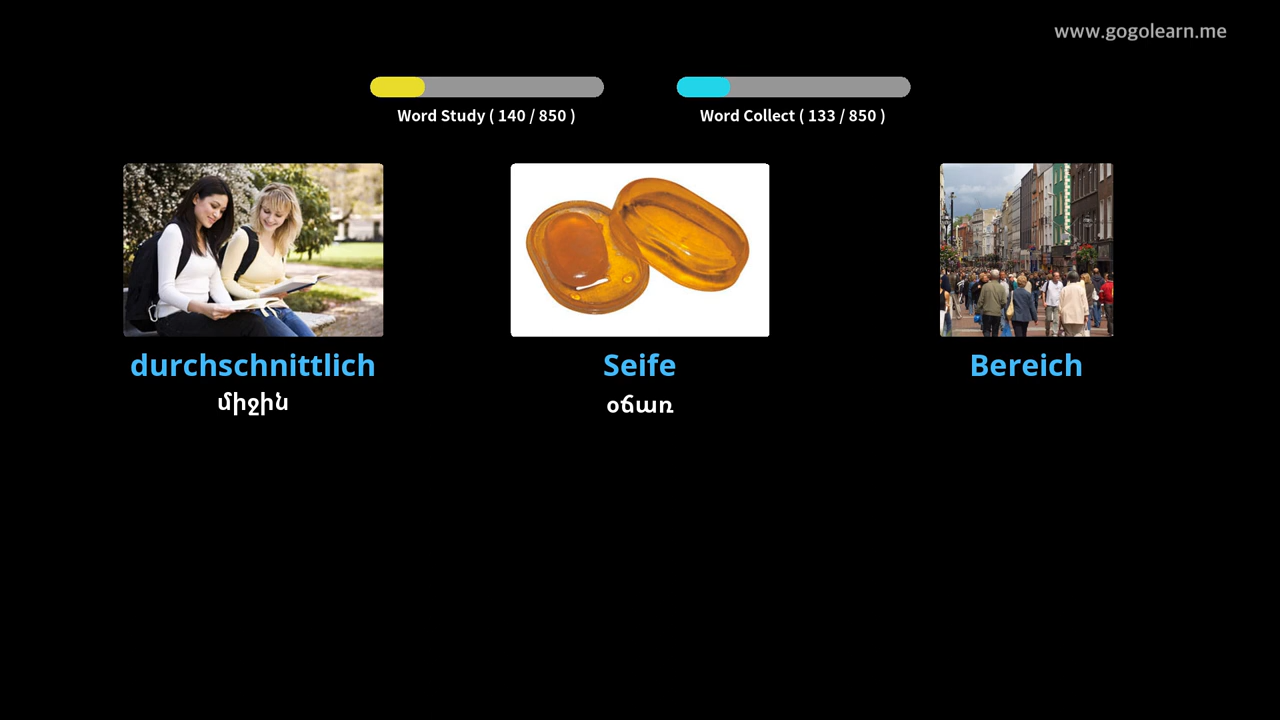 www.gogolearn.me
Word Study ( 140 / 850 )
Word Collect ( 133 / 850 )
durchschnittlich
Seife
Bereich
միջին
օճառ